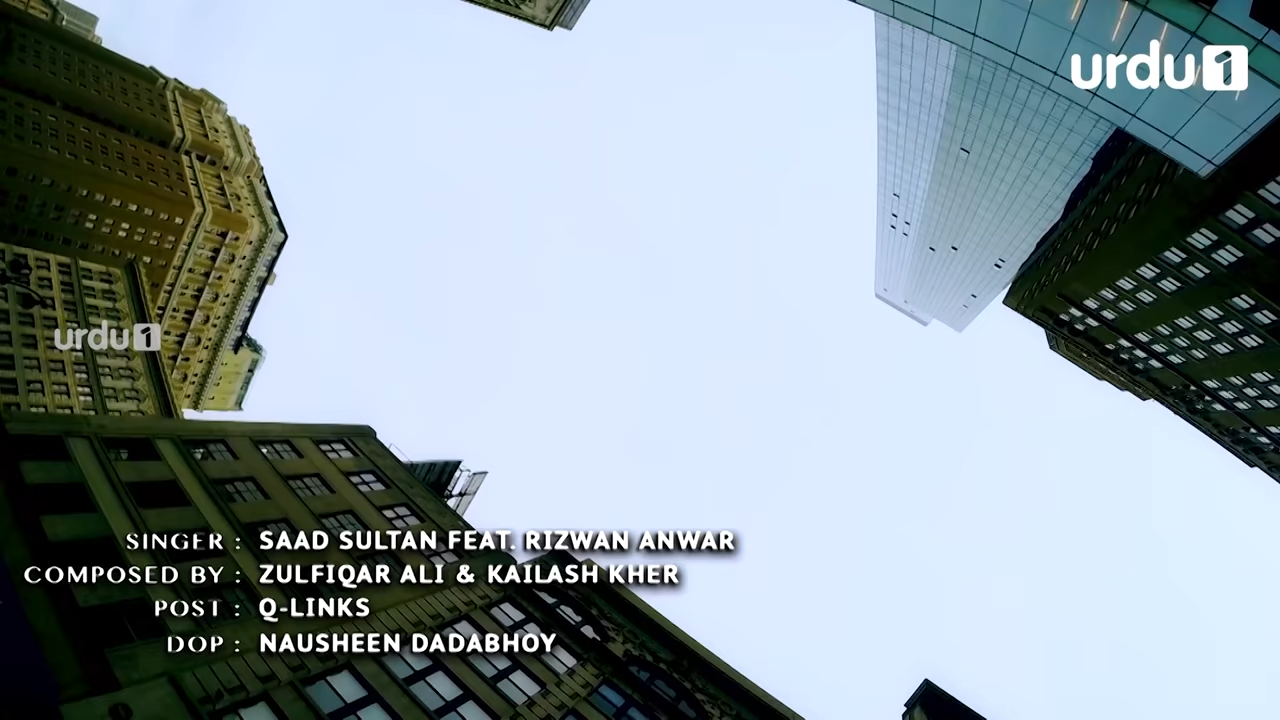 urdu1
urdu1
SINGER : SAAD SULTAN FEAT. RIZWAN ANWAR
COMPOSED BY : ZULFIQAR ALI & KAILASH KHER
POST : Q-LINKS
DOP : NAUSHEEN DADABHOY